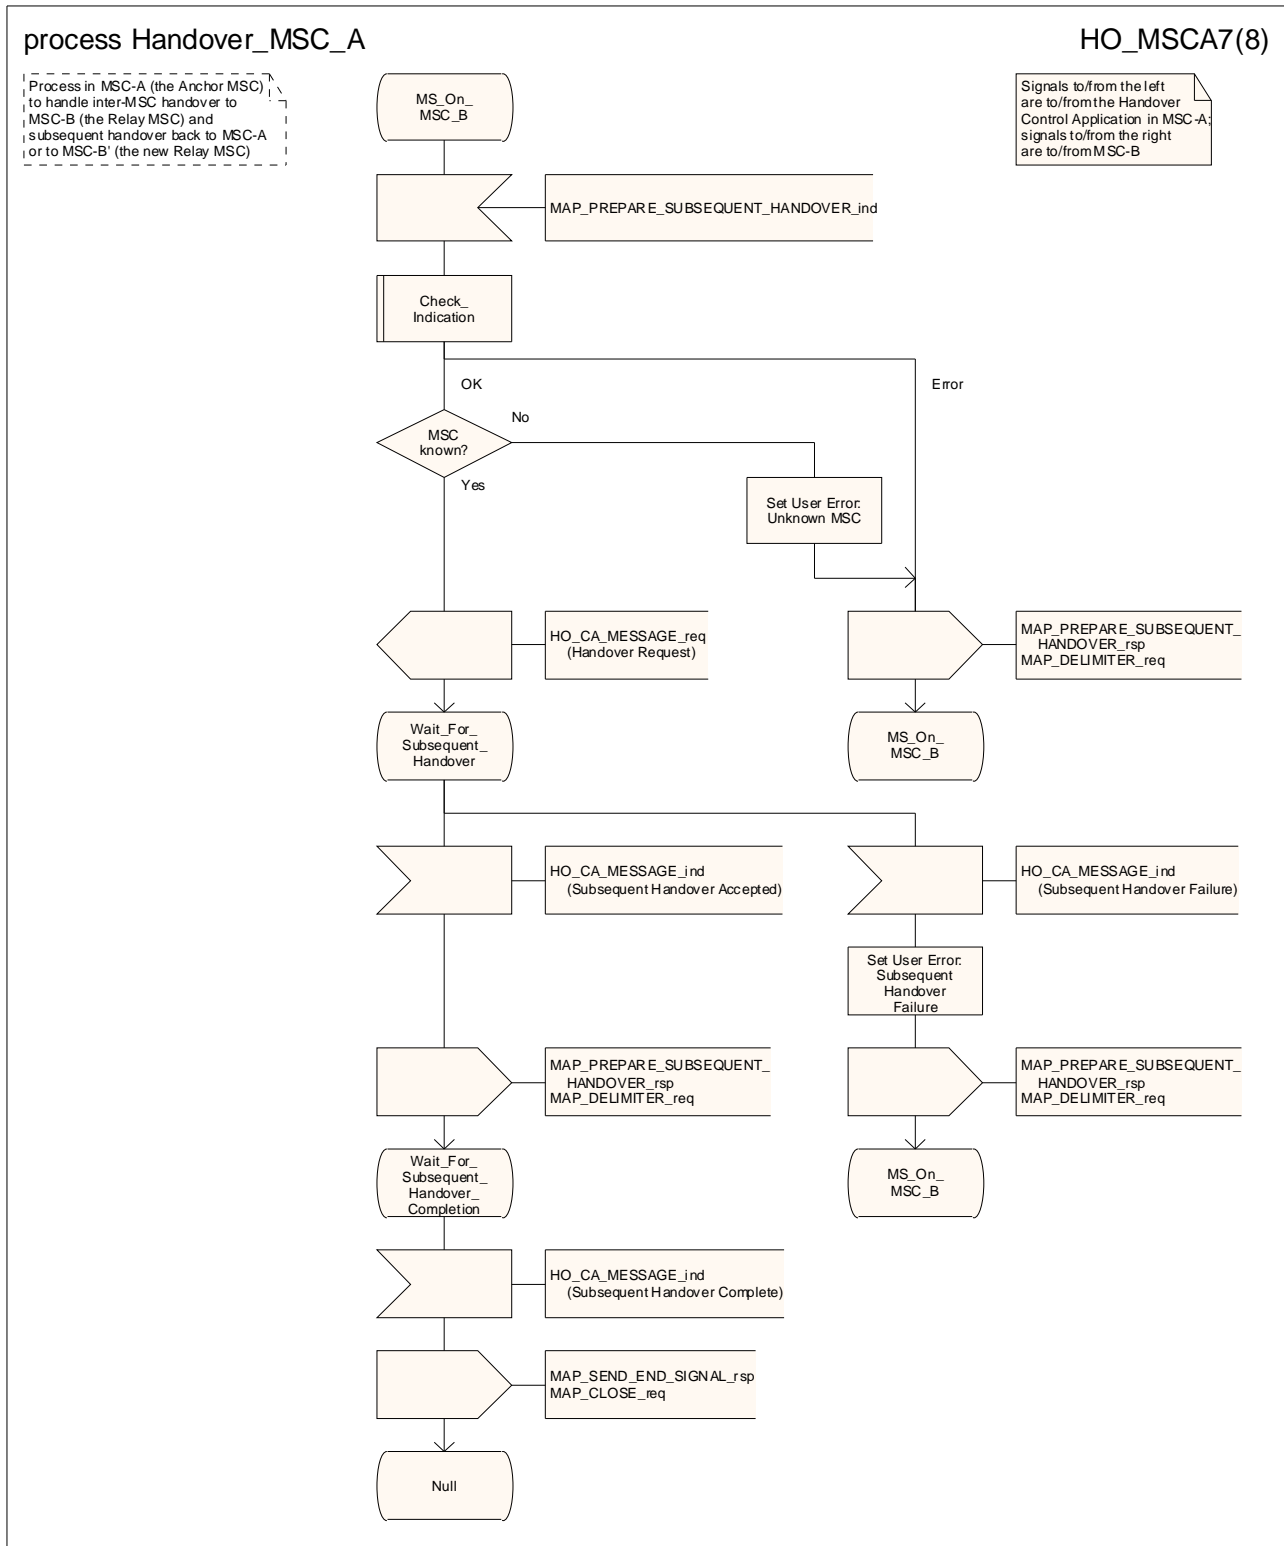 process Handover_MSC_A
HO_MSCA7(8)
Process in MSC-A (the Anchor MSC)
to handle inter-MSC handover to
MSC-B (the Relay MSC) and
subsequent handover back to MSC-A
or to MSC-B' (the new Relay MSC)
MS_On_
MSC_B
Signals to/from the left
are to/from the Handover
Control Application in MSC-A;
signals to/from the right
are to/from MSC-B
MAP_PREPARE_SUBSEQUENT_HANDOVER_ind
Check_
Indication
OK
Error
No
MSC
known?
Yes
Set User Error:
Unknown MSC
HO_CA_MESSAGE_req
(Handover Request)
MAP_PREPARE_SUBSEQUENT_
HANDOVER_rsp
MAP_DELIMITER_req
Wait_For_
Subsequent_
Handover
MS_On_
MSC_B
HO_CA_MESSAGE_ind
(Subsequent Handover Accepted)
HO_CA_MESSAGE_ind
(Subsequent Handover Failure)
Set User Error:
Subsequent
Handover
Failure
MAP_PREPARE_SUBSEQUENT_
HANDOVER_rsp
MAP_DELIMITER_req
MAP_PREPARE_SUBSEQUENT_
HANDOVER_rsp
MAP_DELIMITER_req
Wait_For_
Subsequent_
Handover_
Completion
MS_On_
MSC_B
HO_CA_MESSAGE_ind
(Subsequent Handover Complete)
MAP_SEND_END_SIGNAL_rsp
MAP_CLOSE_req
Null